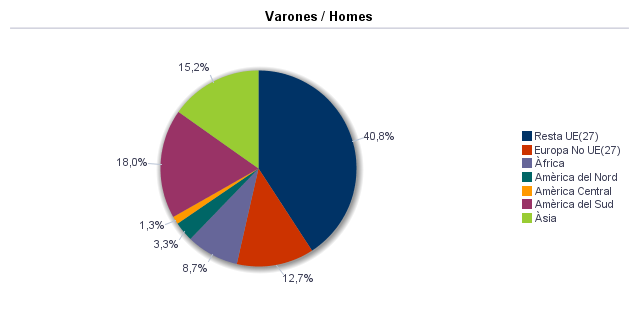 Varones / Homes
15,2%
40,8%
18,0%
1,3%
3,3%
8,7%
12,7%
Resta UE(27)
Europa No UE(27)
Àfrica
Amèrica del Nord
Amèrica Central
Amèrica del Sud
Àsia